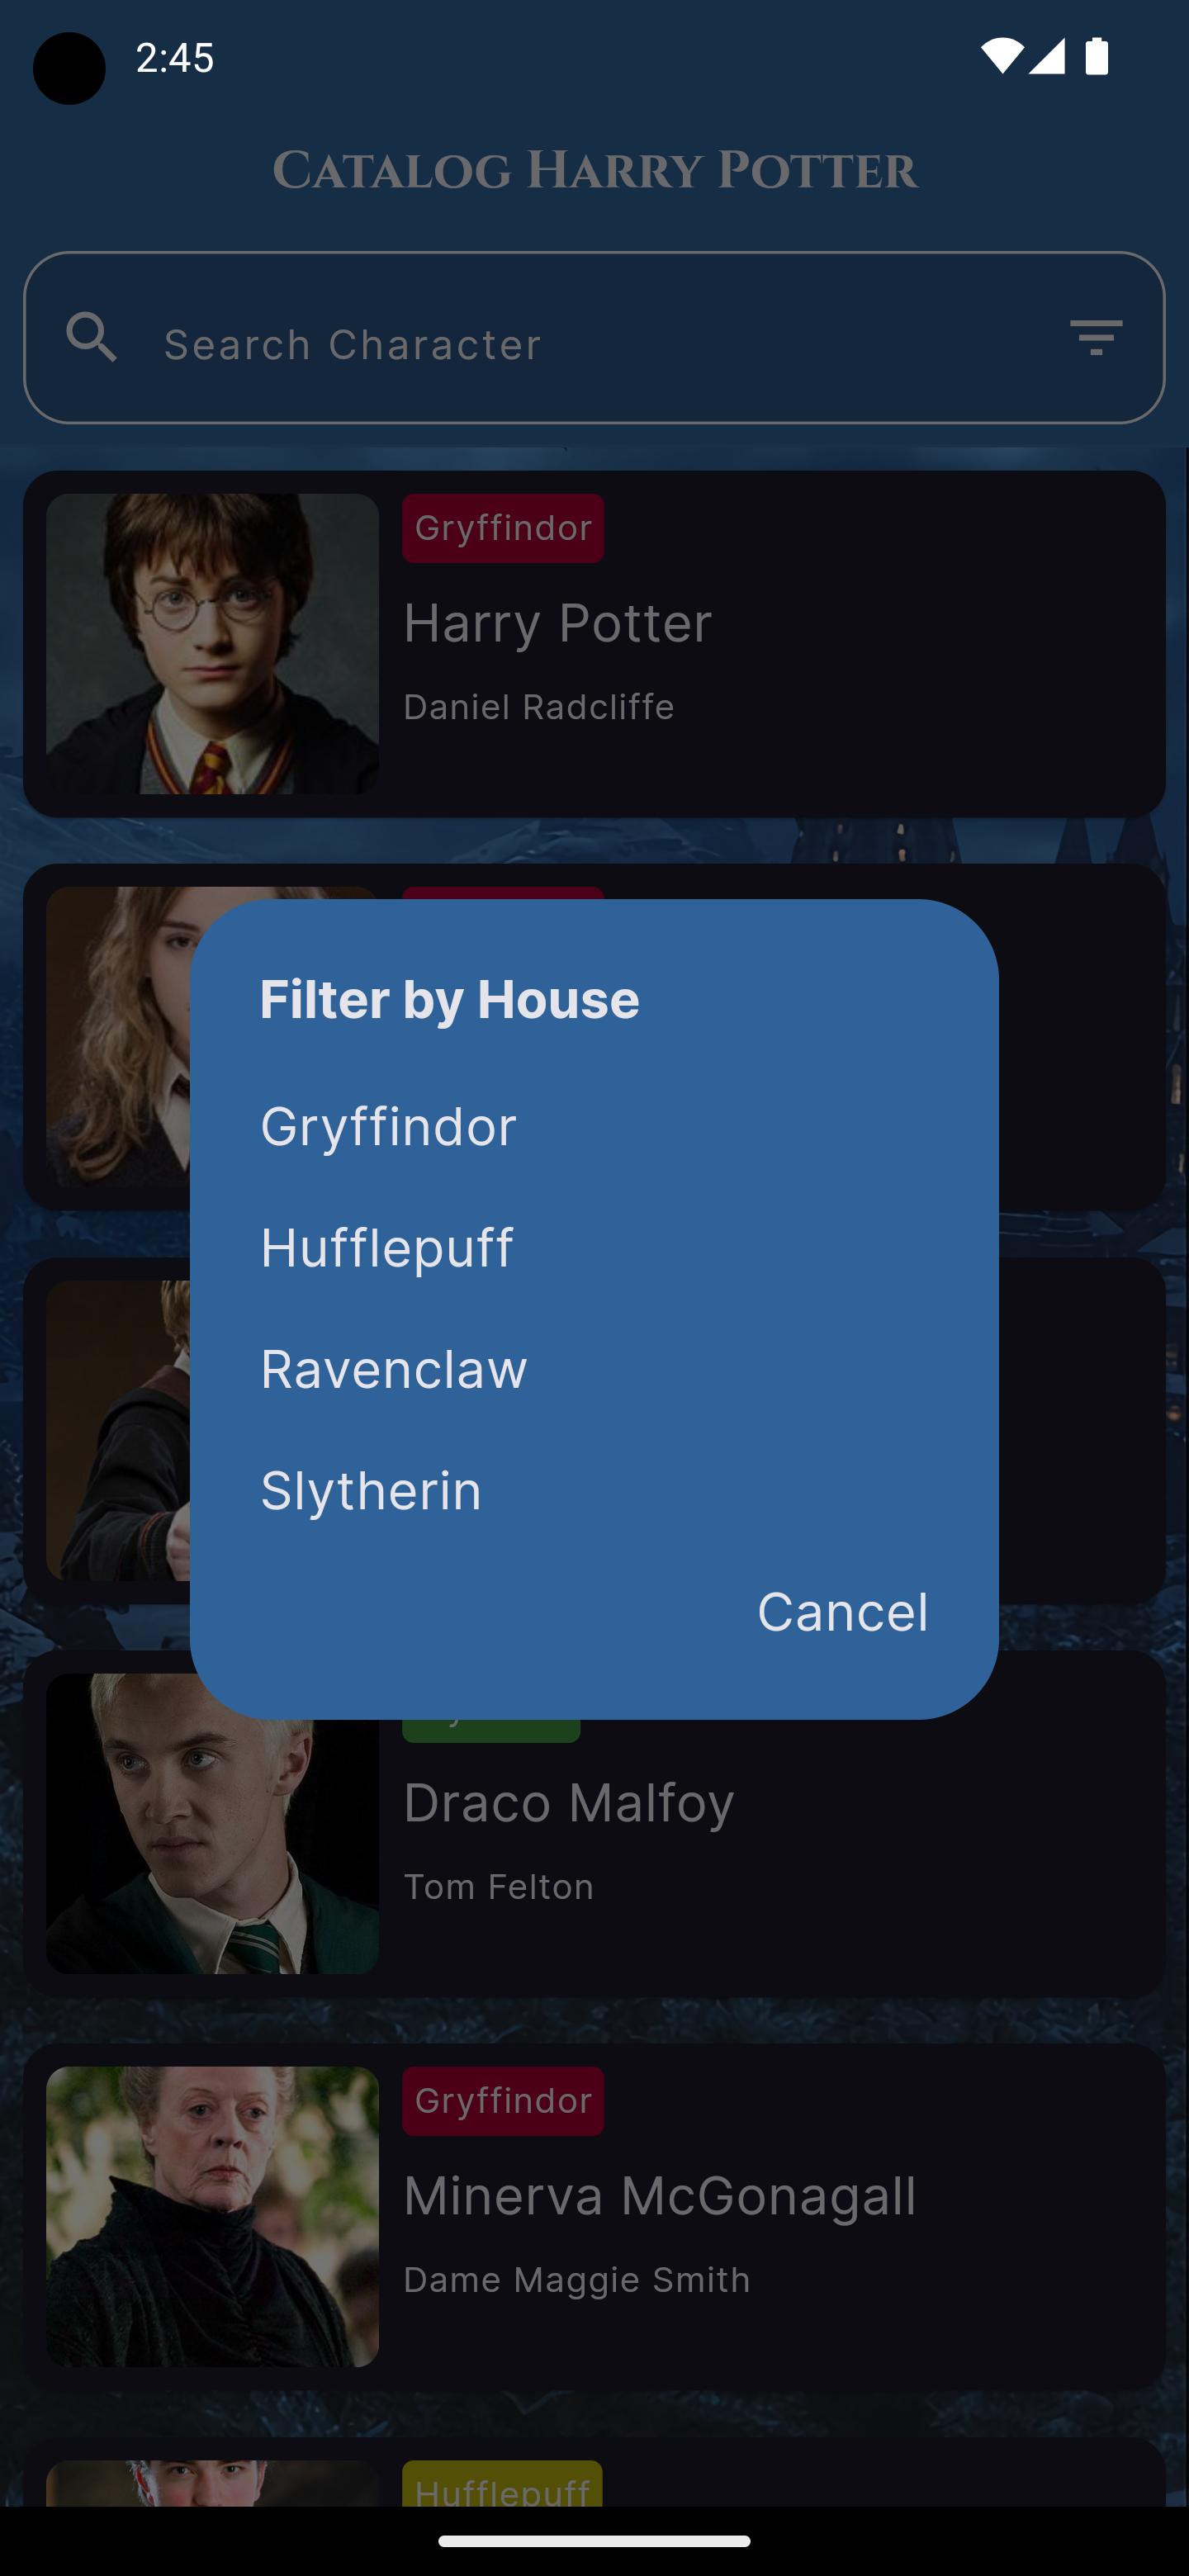 2:45
Catalog Harry Potter
Search Character
Gryffindor
Harry Potter
Daniel Radcliffe
Filter by House
Gryffindor
Hufflepuff
Ravenclaw
Slytherin
Cancel
Draco Malfoy
Tom Felton
Gryffindor
Minerva McGonagall
Dame Maggie Smith
Hufflepuff